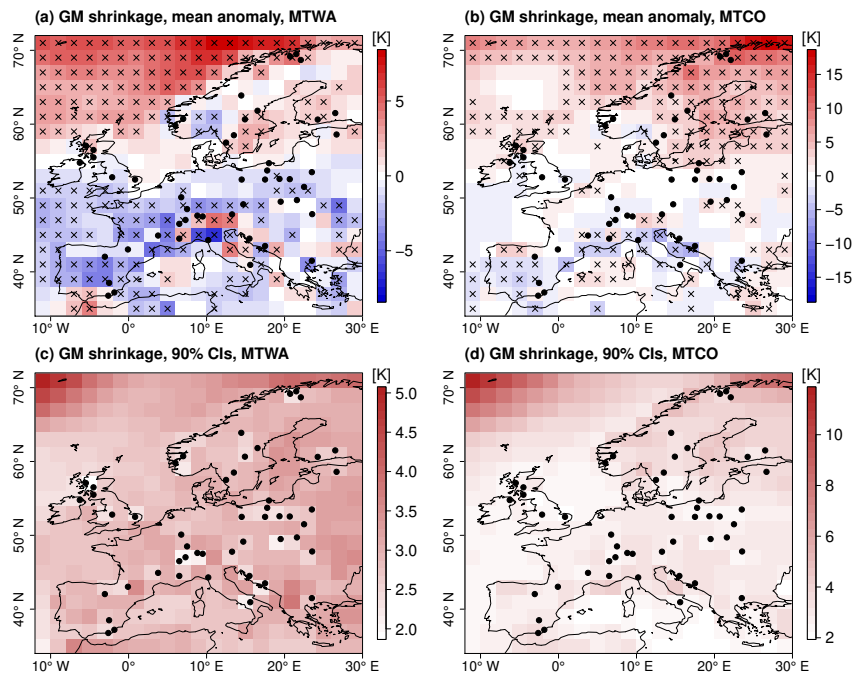 (a) GM shrinkage, mean anomaly, MTWA
[K]
70° N
60° N
50° N
40° N
10° W
0°
10° E
20° E
30° E
5
0
−5
(b) GM shrinkage, mean anomaly, MTCO
[K]
70° N
60° N
50° N
40° N
10° W
0°
10° E
20° E
30° E
15
10
5
0
−5
−10
−15
(c) GM shrinkage, 90% CIs, MTWA
[K]
70° N
60° N
50° N
40° N
10° W
0°
10° E
20° E
30° E
5.0
4.5
4.0
3.5
3.0
2.5
2.0
(d) GM shrinkage, 90% CIs, MTCO
[K]
70° N
60° N
50° N
40° N
10° W
0°
10° E
20° E
30° E
10
8
6
4
2